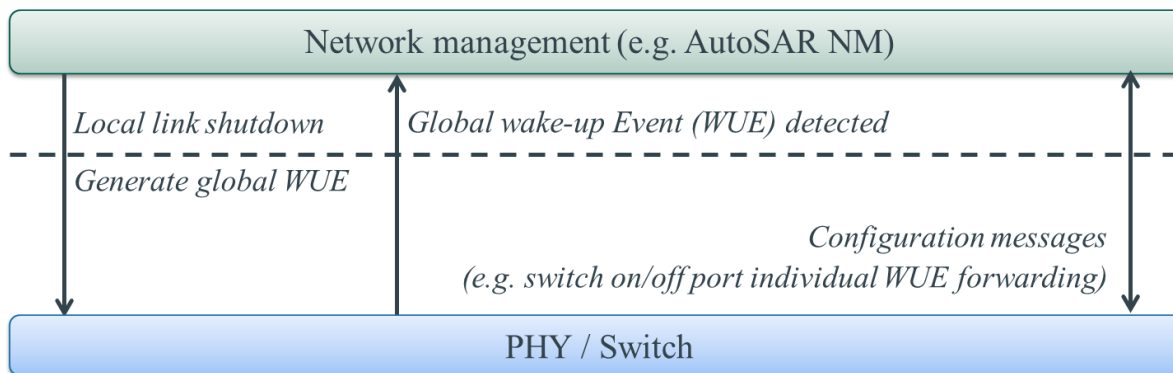 Network management (e.g. AutoSAR NM)
Local link shutdown
Global wake-up Event (WUE) detected
Generate global WUE
Configuration messages
(e.g. switch on/off port individual WUE forwarding)
PHY / Switch